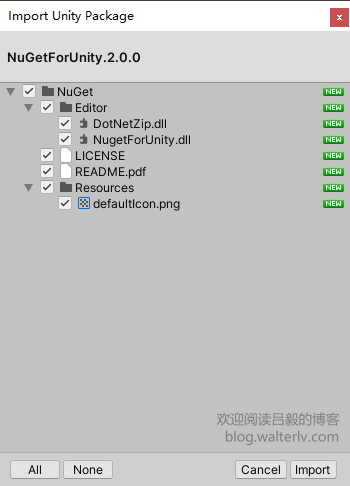 Import Unity Package
x
NuGetForUnity.2.0.0
NuGet NEW
Editor NEW
DotNetZip.dll NEW
NugetForUnity.dll NEW
LICENSE NEW
README.pdf NEW
Resources NEW
defaultIcon.png NEW
欢迎阅读吕毅的博客
blog.walterlv.com
All None Cancel Import